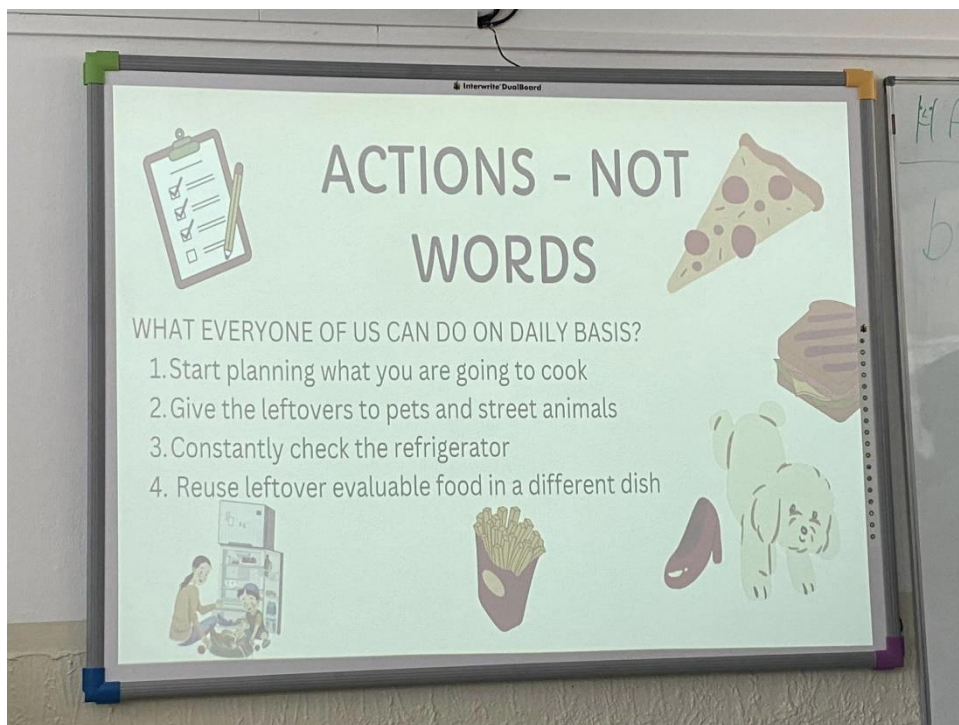 Interwrite DualBoard
ACTIONS - NOT
WORDS
WHAT EVERYONE OF US CAN DO ON DAILY BASIS?
1.Start planning what you are going to cook
2.Give the leftovers to pets and street animals
3.Constantly check the refrigerator
4. Reuse leftover evaluable food in a different dish